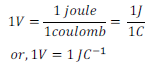 1V = 1 joule / 1coulomb = 1J / 1C
or, 1V = 1 JC⁻¹